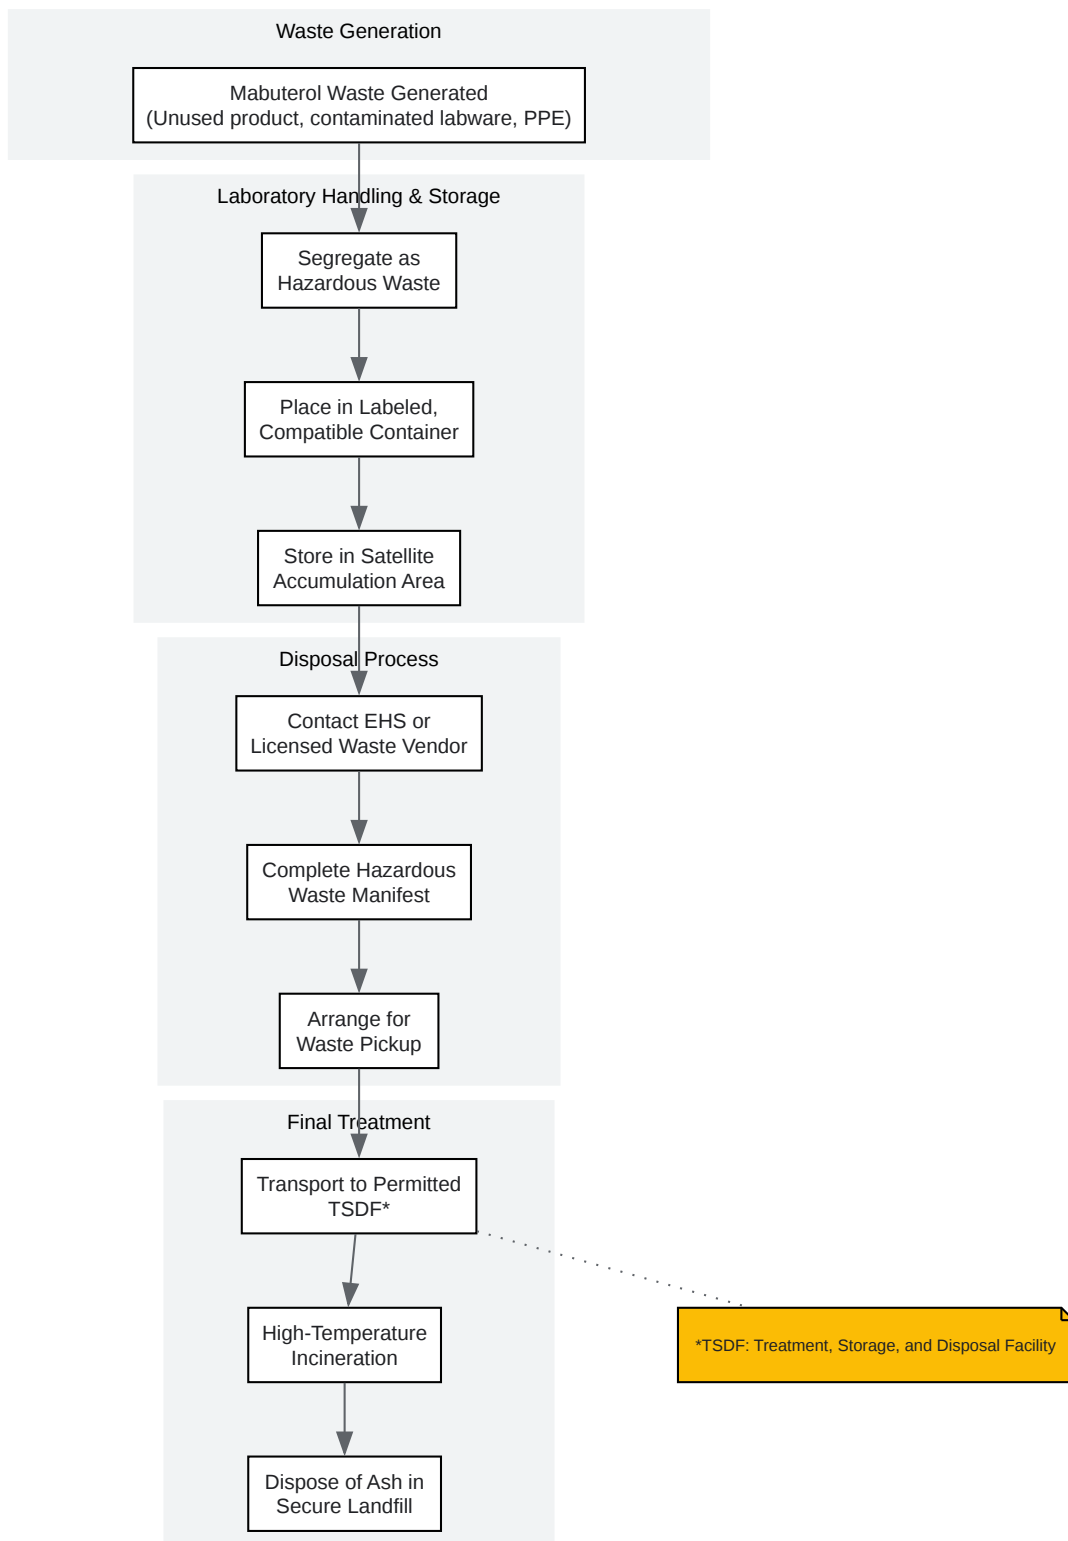 Waste Generation
Mabuterol Waste Generated
(Unused product, contaminated labware, PPE)
Laboratory Handling & Storage
Segregate as
Hazardous Waste
Place in Labeled,
Compatible Container
Store in Satellite
Accumulation Area
Disposal Process
Contact EHS or
Licensed Waste Vendor
Complete Hazardous
Waste Manifest
Arrange for
Waste Pickup
Final Treatment
Transport to Permitted
TSDF*
High-Temperature
Incineration
*TSDF: Treatment, Storage, and Disposal Facility
Dispose of Ash in
Secure Landfill